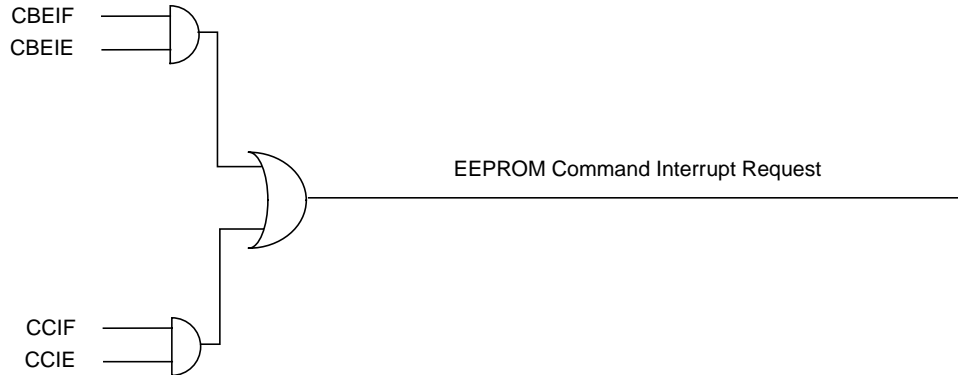 CBEIF
CBEIE
EEPROM Command Interrupt Request
CCIF
CCIE